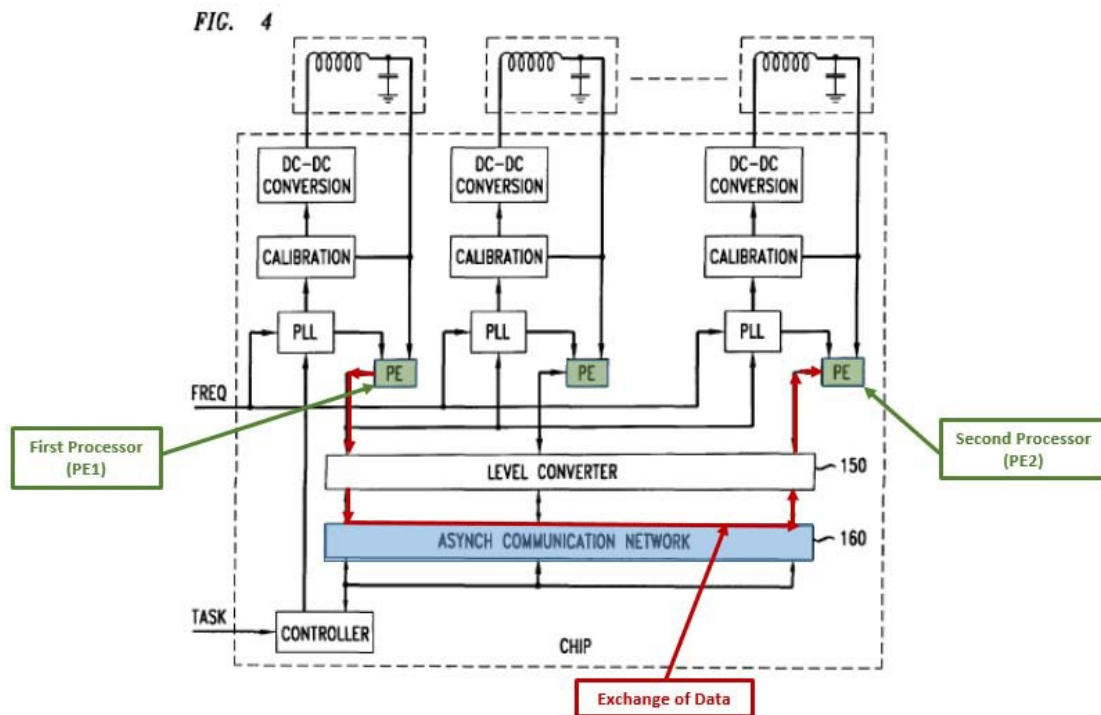 FIG. 4
DC-DC
CONVERSION
DC-DC
CONVERSION
DC-DC
CONVERSION
CALIBRATION
CALIBRATION
CALIBRATION
PLL
PLL
PLL
PE
PE
PE
FREQ
First Processor
(PE1)
Second Processor
(PE2)
LEVEL CONVERTER
150
ASYNCH COMMUNICATION NETWORK
160
TASK
CONTROLLER
CHIP
Exchange of Data